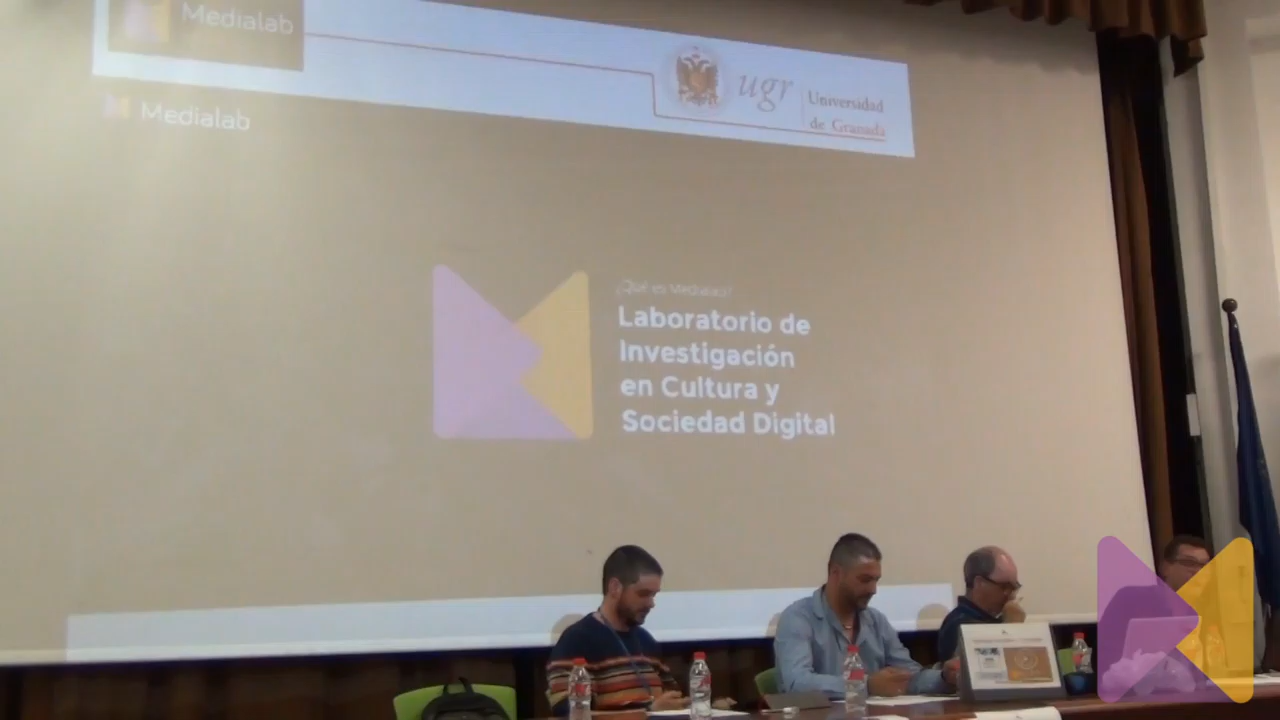 Medialab
ugr
Universidad
de Granada
Medialab
¿Qué es Medialab?
Laboratorio de
Investigación
en Cultura y
Sociedad Digital